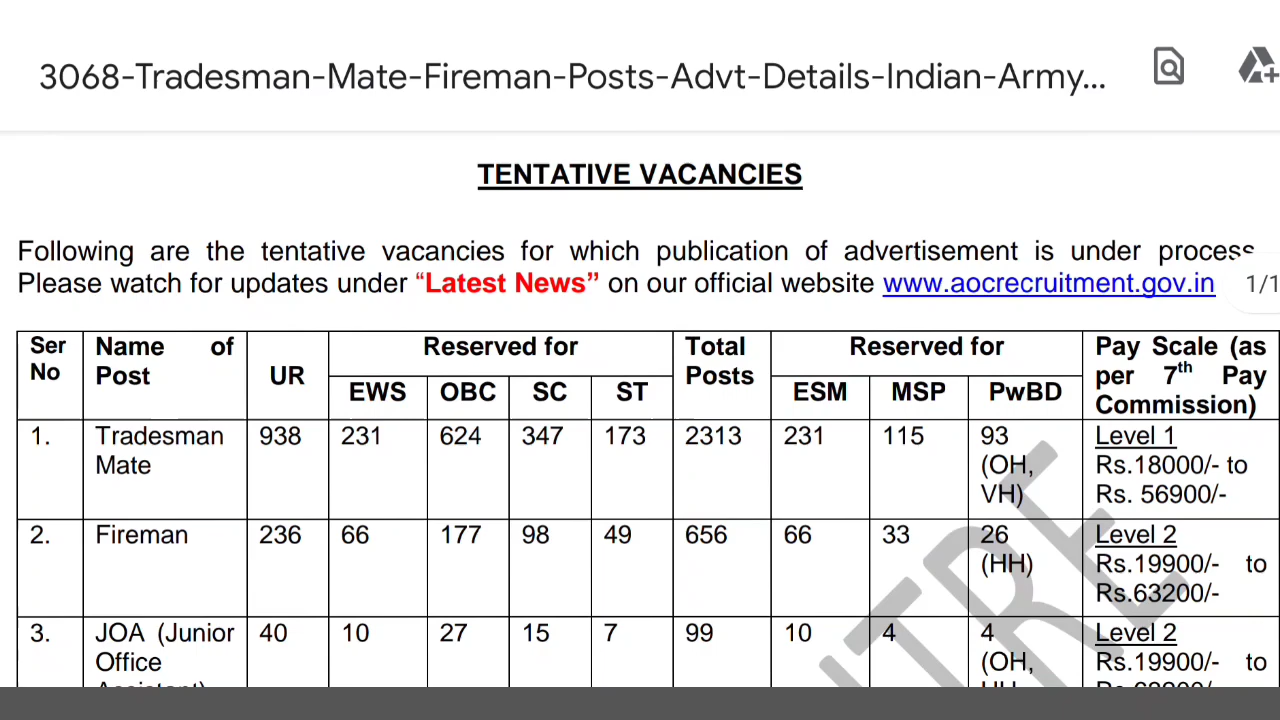 3068-Tradesman-Mate-Fireman-Posts-Advt-Details-Indian-Army...
TENTATIVE VACANCIES
Following are the tentative vacancies for which publication of advertisement is under process.
Please watch for updates under “Latest News” on our official website www.aocrecruitment.gov.in
1/1
Ser No Name of Post UR Reserved for Total Posts Reserved for Pay Scale (as per 7th Pay Commission)
EWS OBC SC ST ESM MSP PwBD
1. Tradesman Mate 938 231 624 347 173 2313 231 115 93 (OH, VH) Level 1 Rs.18000/- to Rs. 56900/-
2. Fireman 236 66 177 98 49 656 66 33 26 (HH) Level 2 Rs.19900/- to Rs.63200/-
3. JOA (Junior Office 40 10 27 15 7 99 10 4 4 (OH, Level 2 Rs.19900/- to